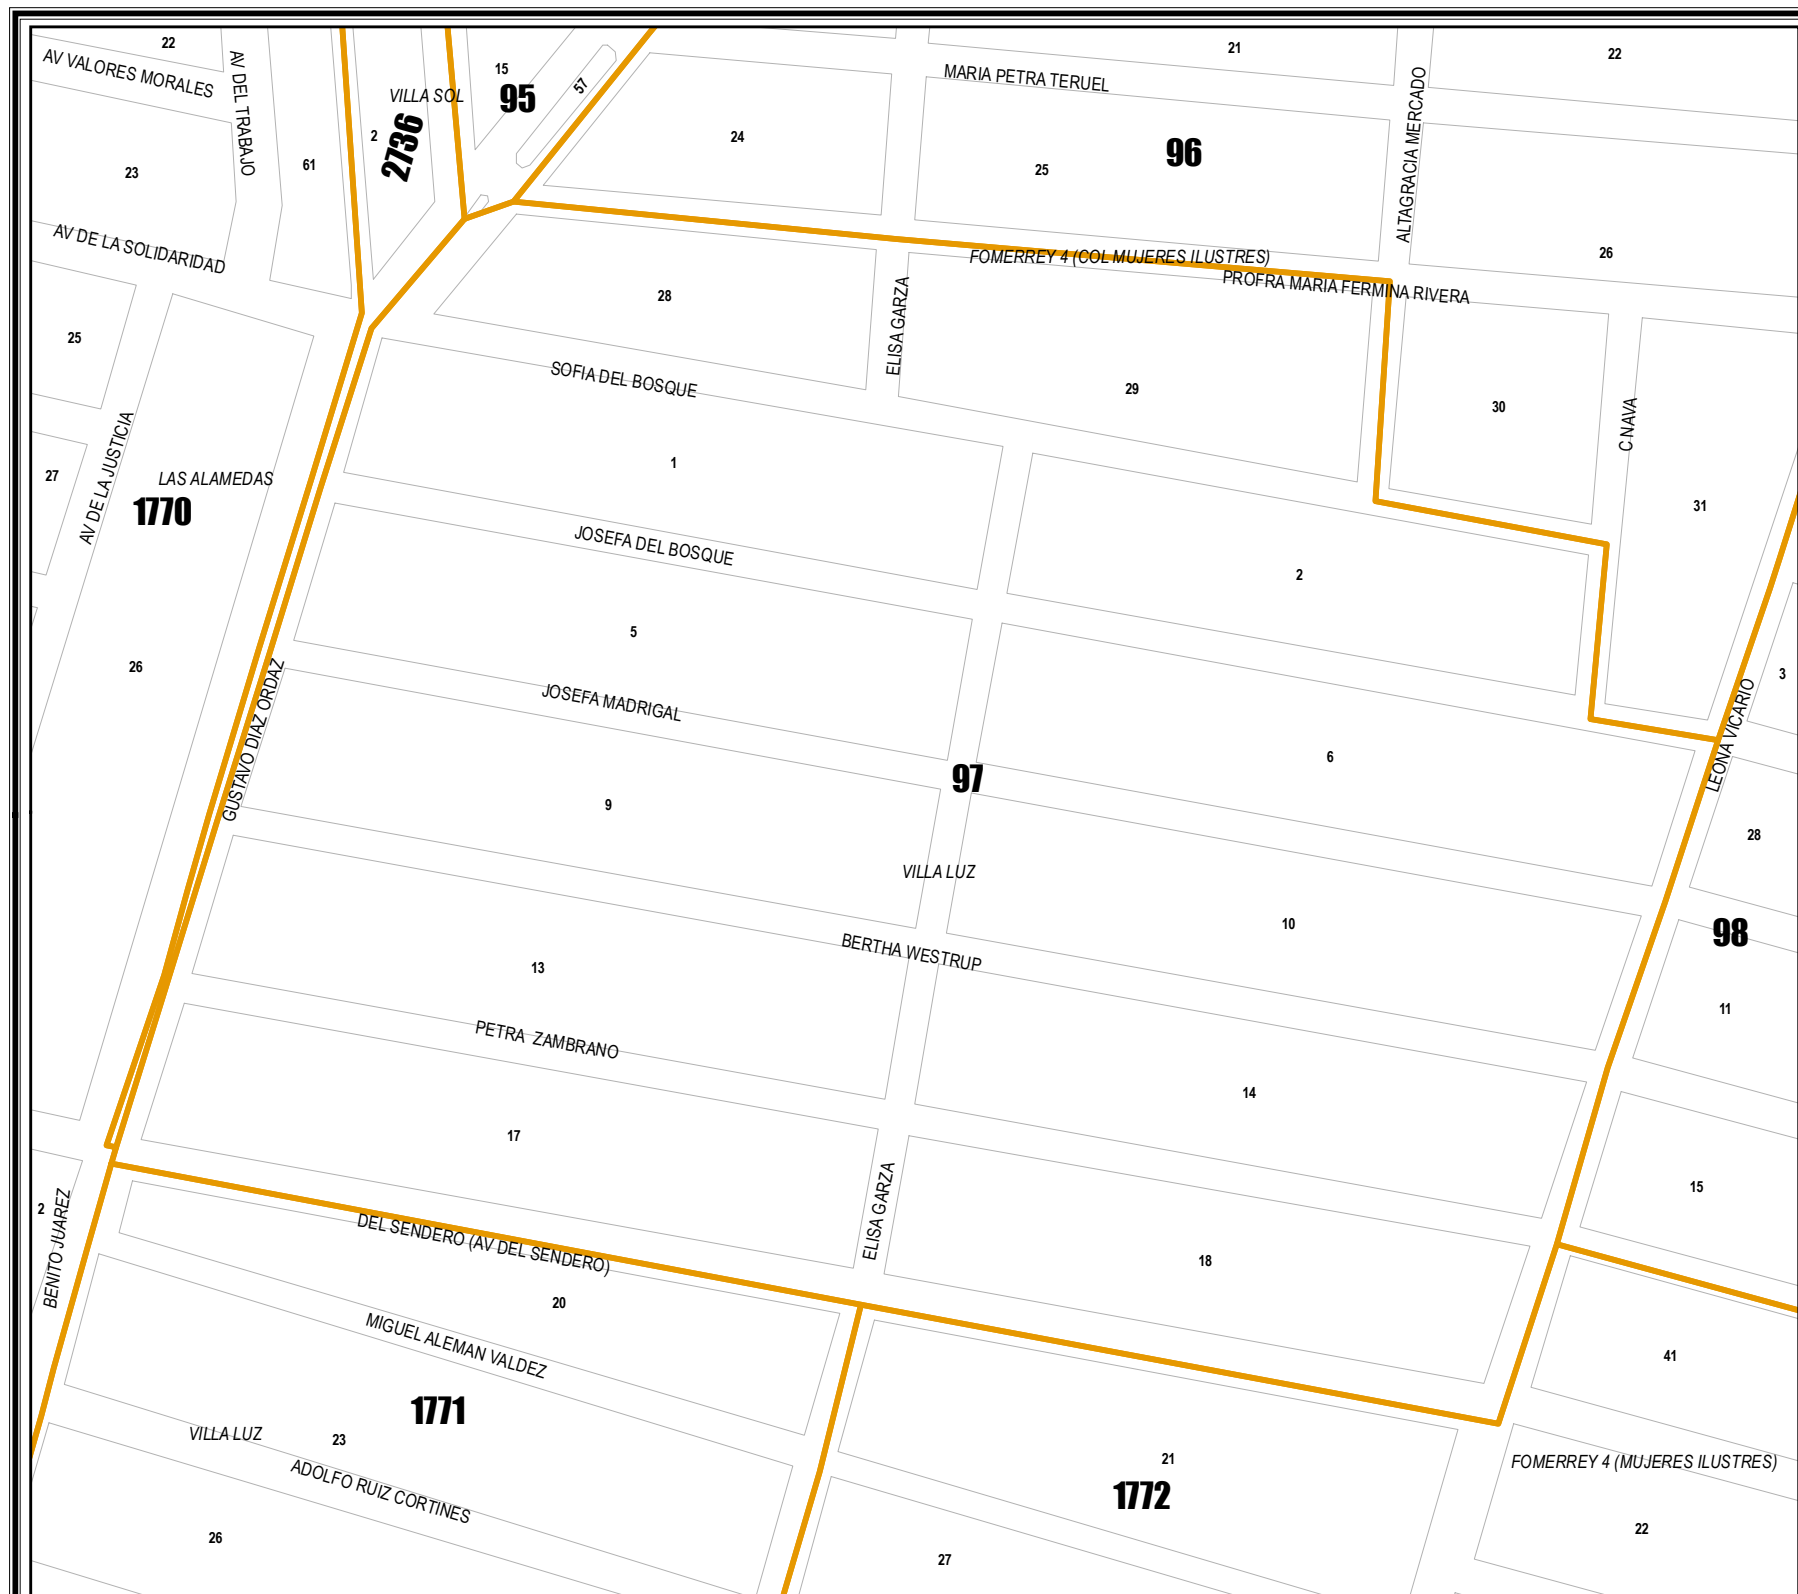 22
21
22
AV VALORES MORALES
AV DEL TRABAJO
15
57
MARIA PETRA TERUEL
VILLA SOL
95
2
2736
24
25
96
ALTAGRACIA MERCADO
23
61
AV DE LA SOLIDARIDAD
FOMERREY 4 (COL MUJERES ILUSTRES)
26
PROFRA MARIA FERMINA RIVERA
28
ELISA GARZA
25
SOFIA DEL BOSQUE
29
30
C NAVA
AV DE LA JUSTICIA
27
LAS ALAMEDAS
1770
1
31
JOSEFA DEL BOSQUE
2
5
26
3
JOSEFA MADRIGAL
GUSTAVO DIAZ ORDAZ
LEONA VICARIO
6
97
9
28
VILLA LUZ
10
98
BERTHA WESTRUP
13
11
PETRA ZAMBRANO
14
17
15
2
BENITO JUAREZ
ELISA GARZA
DEL SENDERO (AV DEL SENDERO)
18
20
MIGUEL ALEMAN VALDEZ
41
1771
VILLA LUZ
23
21
FOMERREY 4 (MUJERES ILUSTRES)
ADOLFO RUIZ CORTINES
1772
26
22
27